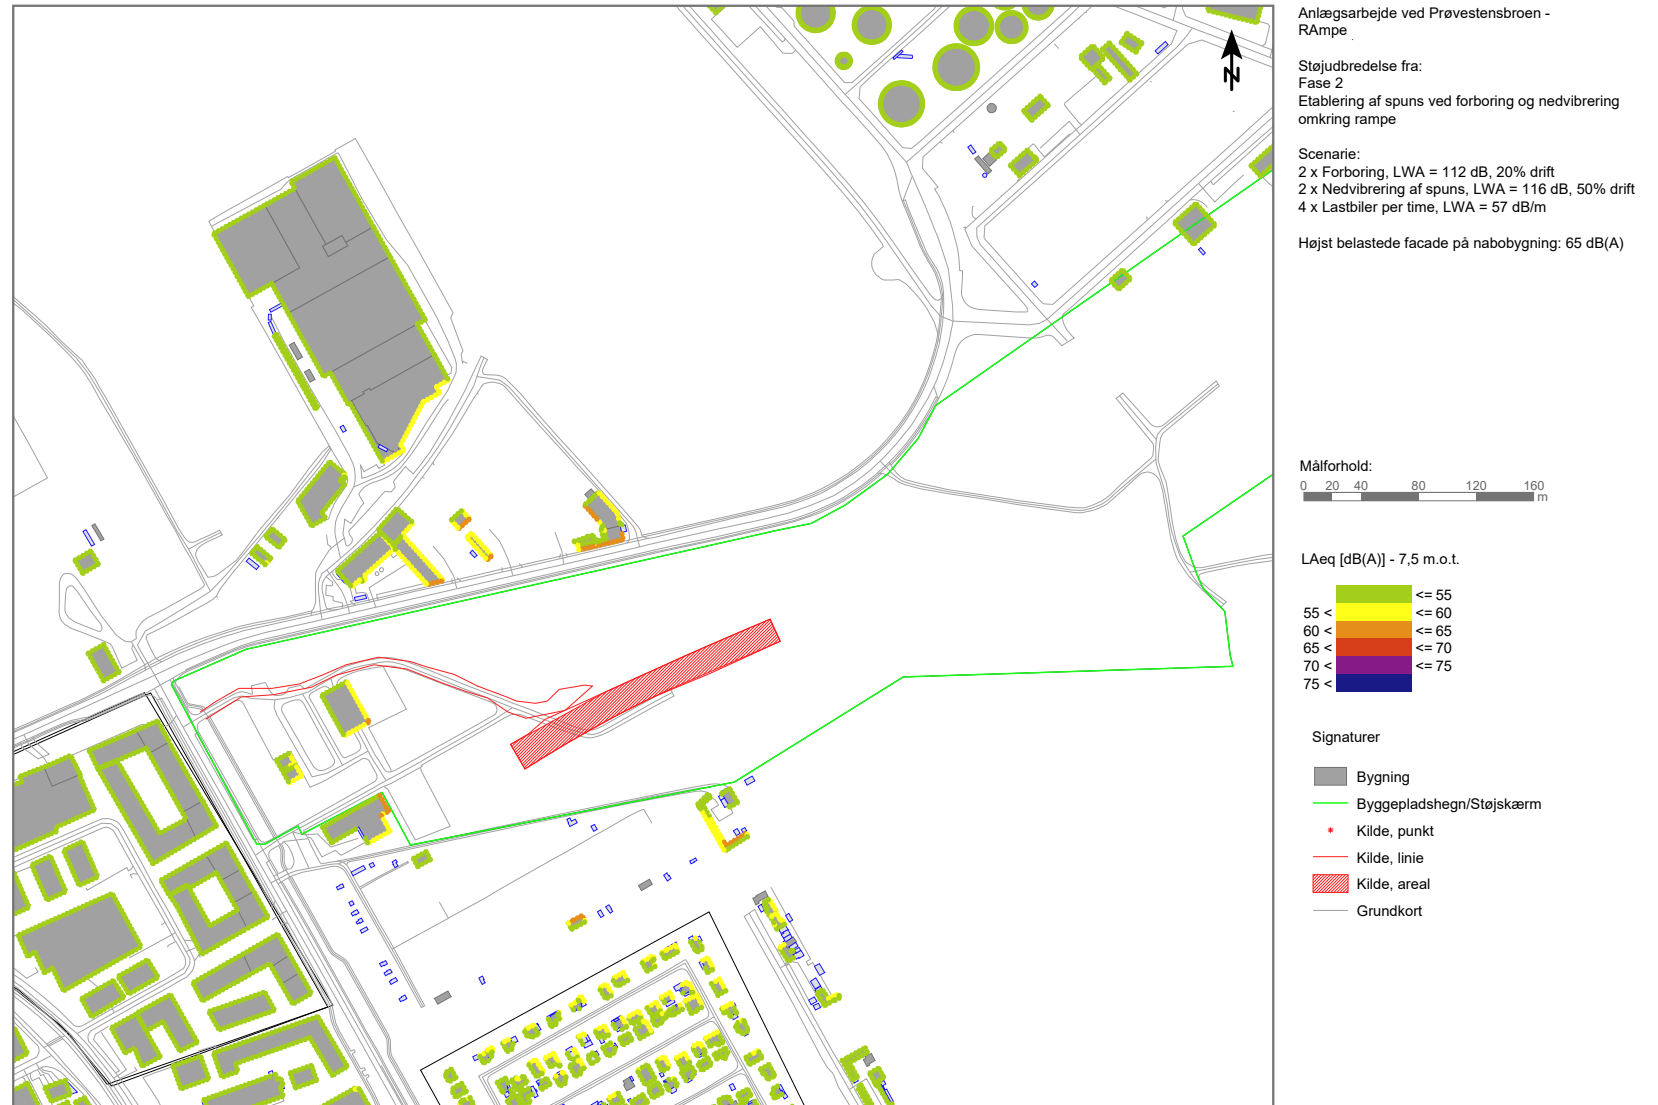 Anlægsarbejde ved Prøvestensbroen -
RAmpe
N
Støjudbredelse fra:
Fase 2
Etablering af spuns ved forboring og nedvibrering
omkring rampe
Scenarie:
2 x Forboring, LWA = 112 dB, 20% drift
2 x Nedvibrering af spuns, LWA = 116 dB, 50% drift
4 x Lastbiler per time, LWA = 57 dB/m
Højst belastede facade på nabobygning: 65 dB(A)
Målforhold:
0 20 40 80 120 160
m
LAeq [dB(A)] - 7,5 m.o.t.
<= 55
55 < <= 60
60 < <= 65
65 < <= 70
70 < <= 75
75 <
Signaturer
Bygning
Byggepladshegn/Støjskærm
Kilde, punkt
Kilde, linie
Kilde, areal
Grundkort